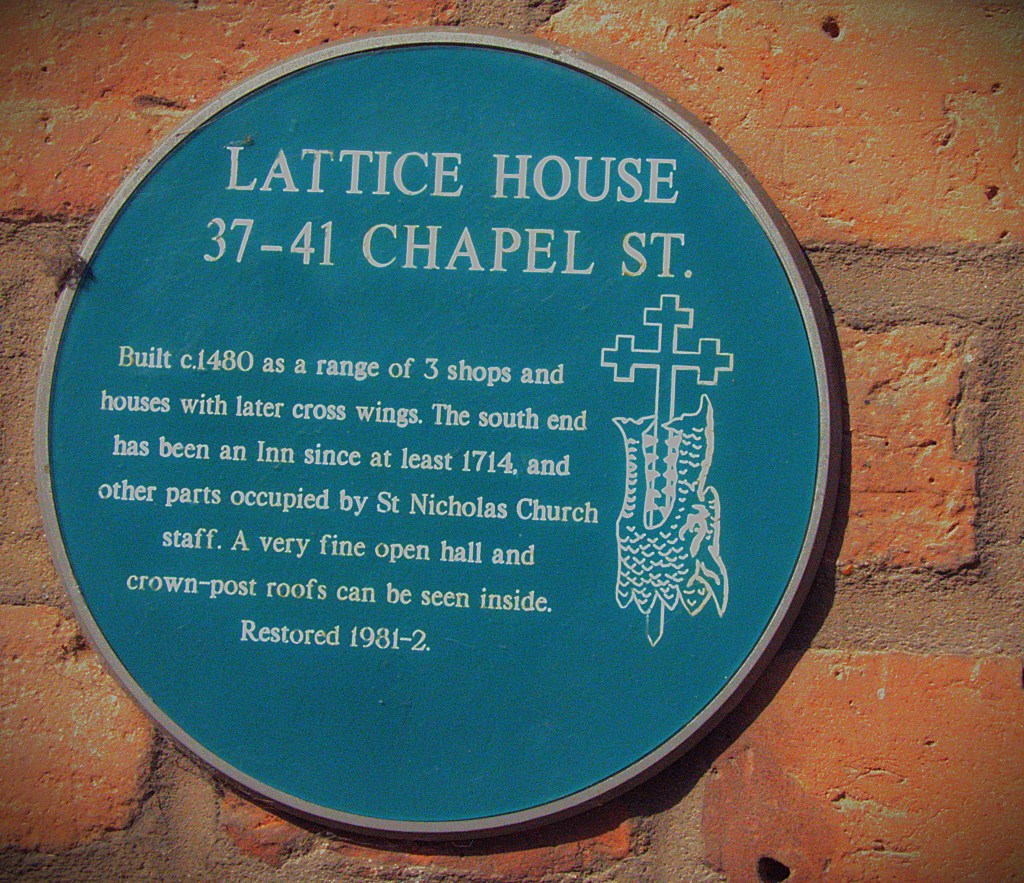 LATTICE HOUSE
37-41 CHAPEL ST.
Built c.1480 as a range of 3 shops and
houses with later cross wings. The south end
has been an Inn since at least 1714, and
other parts occupied by St Nicholas Church
staff. A very fine open hall and
crown-post roofs can be seen inside.
Restored 1981-2.